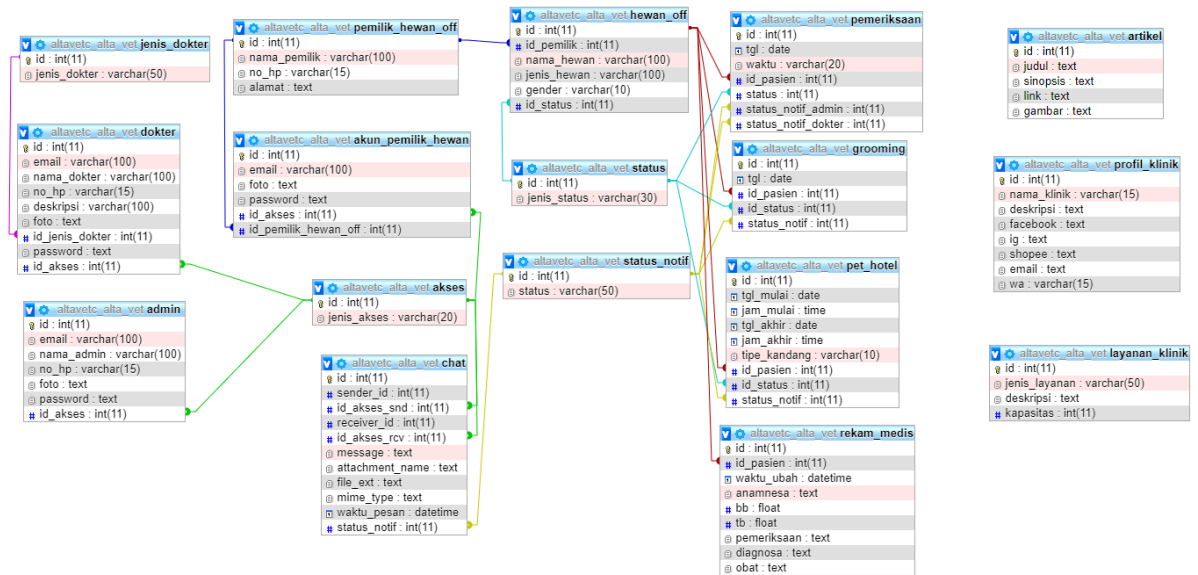 altavetc_alta_vet jenis_dokter
id : int(11)
jenis_dokter : varchar(50)
altavetc_alta_vet dokter
id : int(11)
email : varchar(100)
nama_dokter : varchar(100)
no_hp : varchar(15)
deskripsi : varchar(100)
foto : text
id_jenis_dokter : int(11)
password : text
id_akses : int(11)
altavetc_alta_vet admin
id : int(11)
email : varchar(100)
nama_admin : varchar(100)
no_hp : varchar(15)
foto : text
password : text
id_akses : int(11)
altavetc_alta_vet pemilik_hewan_off
id : int(11)
nama_pemilik : varchar(100)
no_hp : varchar(15)
alamat : text
altavetc_alta_vet akun_pemilik_hewan
id : int(11)
email : varchar(100)
foto : text
password : text
id_akses : int(11)
id_pemilik_hewan_off : int(11)
altavetc_alta_vet akses
id : int(11)
jenis_akses : varchar(20)
altavetc_alta_vet chat
id : int(11)
sender_id : int(11)
id_akses_snd : int(11)
receiver_id : int(11)
id_akses_rcv : int(11)
message : text
attachment_name : text
file_ext : text
mime_type : text
waktu_pesan : datetime
status_notif : int(11)
altavetc_alta_vet hewan_off
id : int(11)
id_pemilik : int(11)
nama_hewan : varchar(100)
jenis_hewan : varchar(100)
gender : varchar(10)
id_status : int(11)
altavetc_alta_vet status
id : int(11)
jenis_status : varchar(30)
altavetc_alta_vet status_notif
id : int(11)
status : varchar(50)
altavetc_alta_vet pemeriksaan
id : int(11)
tgl : date
waktu : varchar(20)
id_pasien : int(11)
status : int(11)
status_notif_admin : int(11)
status_notif_dokter : int(11)
altavetc_alta_vet grooming
id : int(11)
tgl : date
id_pasien : int(11)
id_status : int(11)
status_notif : int(11)
altavetc_alta_vet pet_hotel
id : int(11)
tgl_mulai : date
jam_mulai : time
tgl_akhir : date
jam_akhir : time
tipe_kandang : varchar(10)
id_pasien : int(11)
id_status : int(11)
status_notif : int(11)
altavetc_alta_vet rekam_medis
id : int(11)
id_pasien : int(11)
waktu_ubah : datetime
anamnesa : text
bb : float
tb : float
pemeriksaan : text
diagnosa : text
obat : text
altavetc_alta_vet artikel
id : int(11)
judul : text
sinopsis : text
link : text
gambar : text
altavetc_alta_vet profil_klinik
id : int(11)
nama_klinik : varchar(15)
deskripsi : text
facebook : text
ig : text
shopee : text
email : text
wa : varchar(15)
altavetc_alta_vet layanan_klinik
id : int(11)
jenis_layanan : varchar(50)
deskripsi : text
kapasitas : int(11)